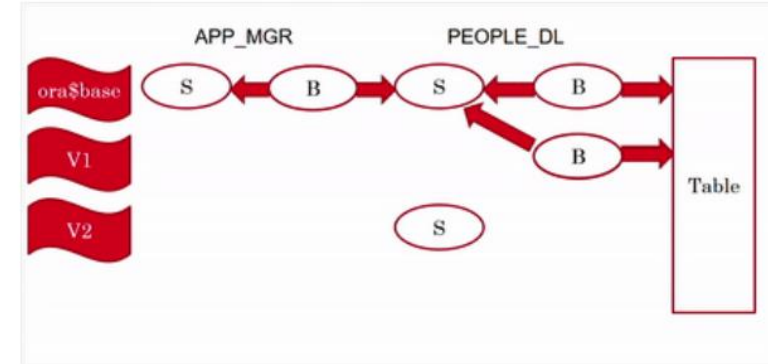 APP_MGR PEOPLE_DL
ora$base S B S B
V1 B
Table
V2 S